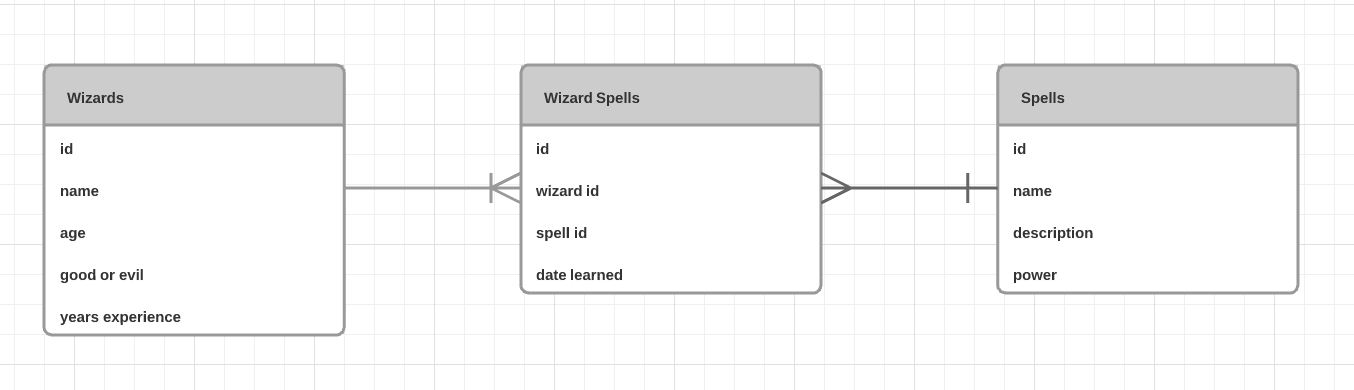 Wizards
id
name
age
good or evil
years experience
Wizard Spells
id
wizard id
spell id
date learned
Spells
id
name
description
power